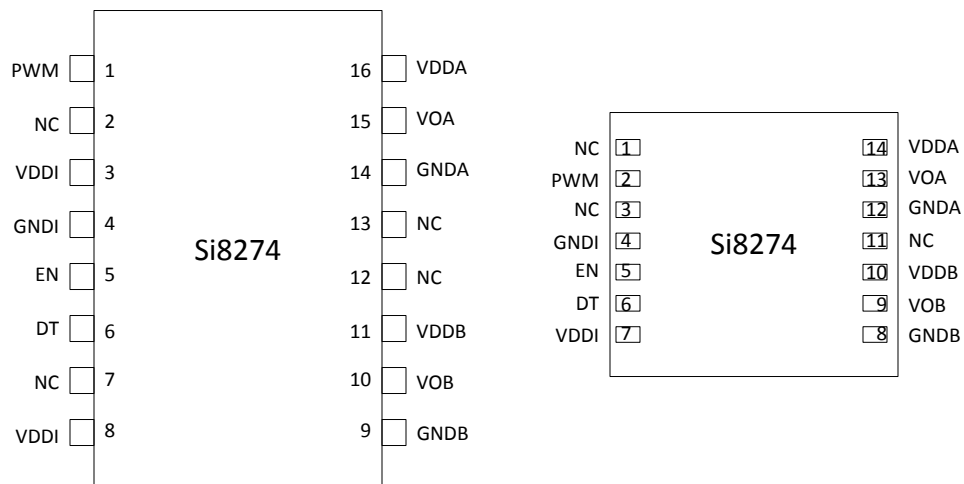 PWM 1 16 VDDA
NC 2 15 VOA
VDDI 3 14 GNDA
GNDI 4 13 NC
Si8274
EN 5 12 NC
DT 6 11 VDDB
NC 7 10 VOB
VDDI 8 9 GNDB
NC 1 14 VDDA
PWM 2 13 VOA
NC 3 12 GNDA
GNDI 4 Si8274 11 NC
EN 5 10 VDDB
DT 6 9 VOB
VDDI 7 8 GNDB